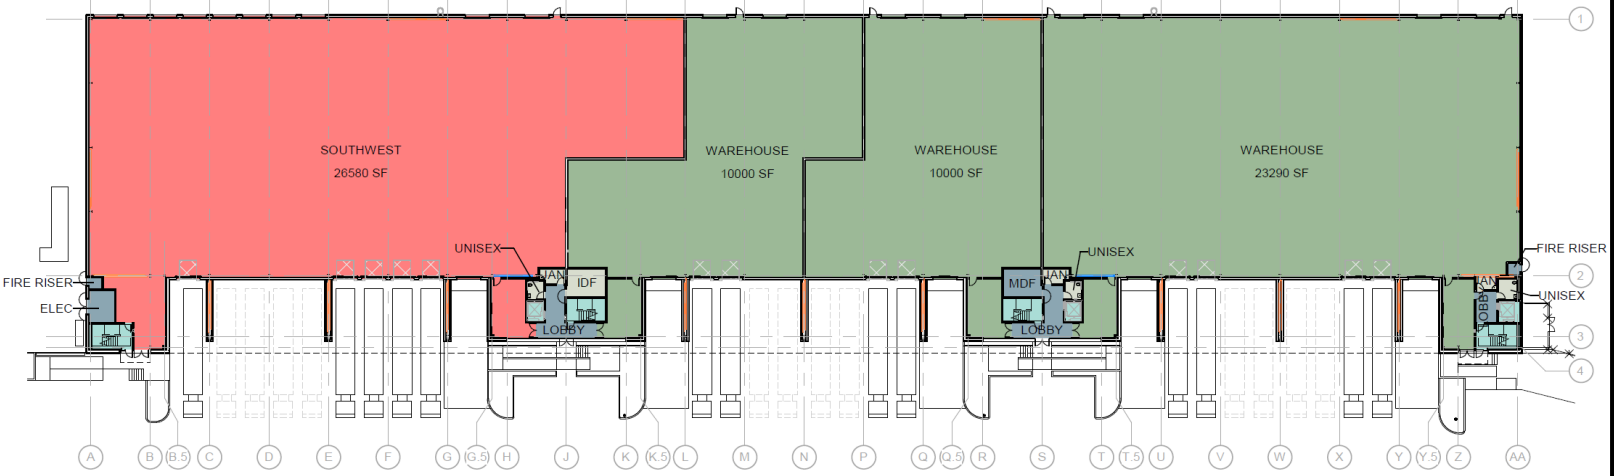 1
SOUTHWEST
26580 SF
WAREHOUSE
10000 SF
WAREHOUSE
10000 SF
WAREHOUSE
23290 SF
UNISEX
UNISEX
FIRE RISER
FIRE RISER
JAN
IDF
MDF
JAN
JAN
2
ELEC
UNISEX
LOBBY
LOBBY
LOBBY
3
4
A
B
B.5
C
D
E
F
G
G.5
H
J
K
K.5
L
M
N
P
Q
Q.5
R
S
T
T.5
U
V
W
X
Y
Y.5
Z
AA